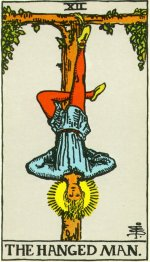 XII
THE HANGED MAN.